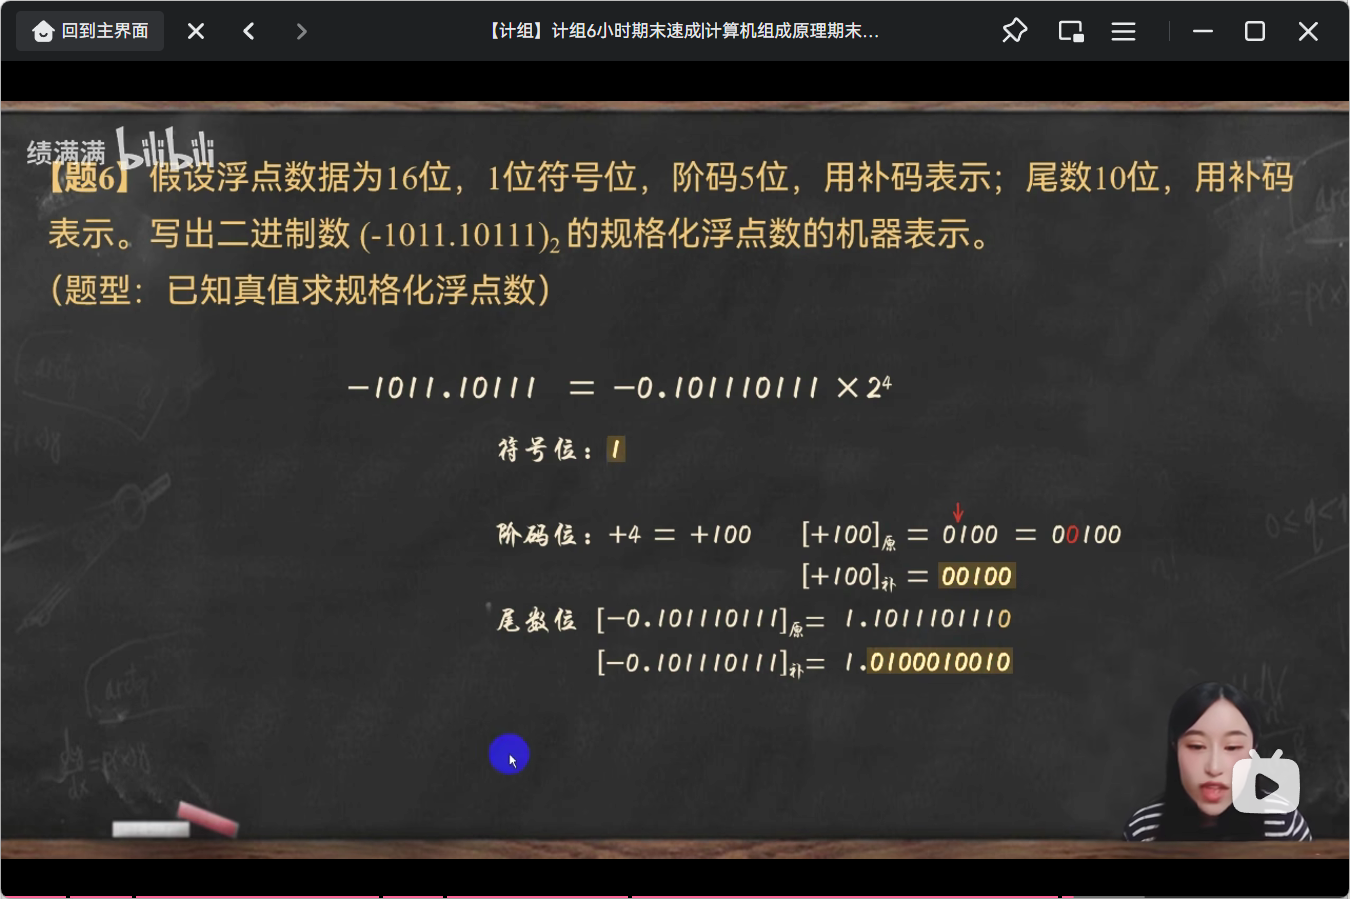 回到主界面
【计组】计组6小时期末速成|计算机组成原理期末...
绩满满 bilibili
【题6】假设浮点数据为16位，1位符号位，阶码5位，用补码表示；尾数10位，用补码
表示。写出二进制数 (-1011.10111)₂ 的规格化浮点数的机器表示。
（题型：已知真值求规格化浮点数）
-1011.10111 = -0.101110111 ×2⁴
符号位：1
阶码位：+4 = +100 [+100]原 = 0100 = 00100
[+100]补 = 00100
尾数位 [-0.101110111]原= 1.1011101110
[-0.101110111]补= 1.0100010010